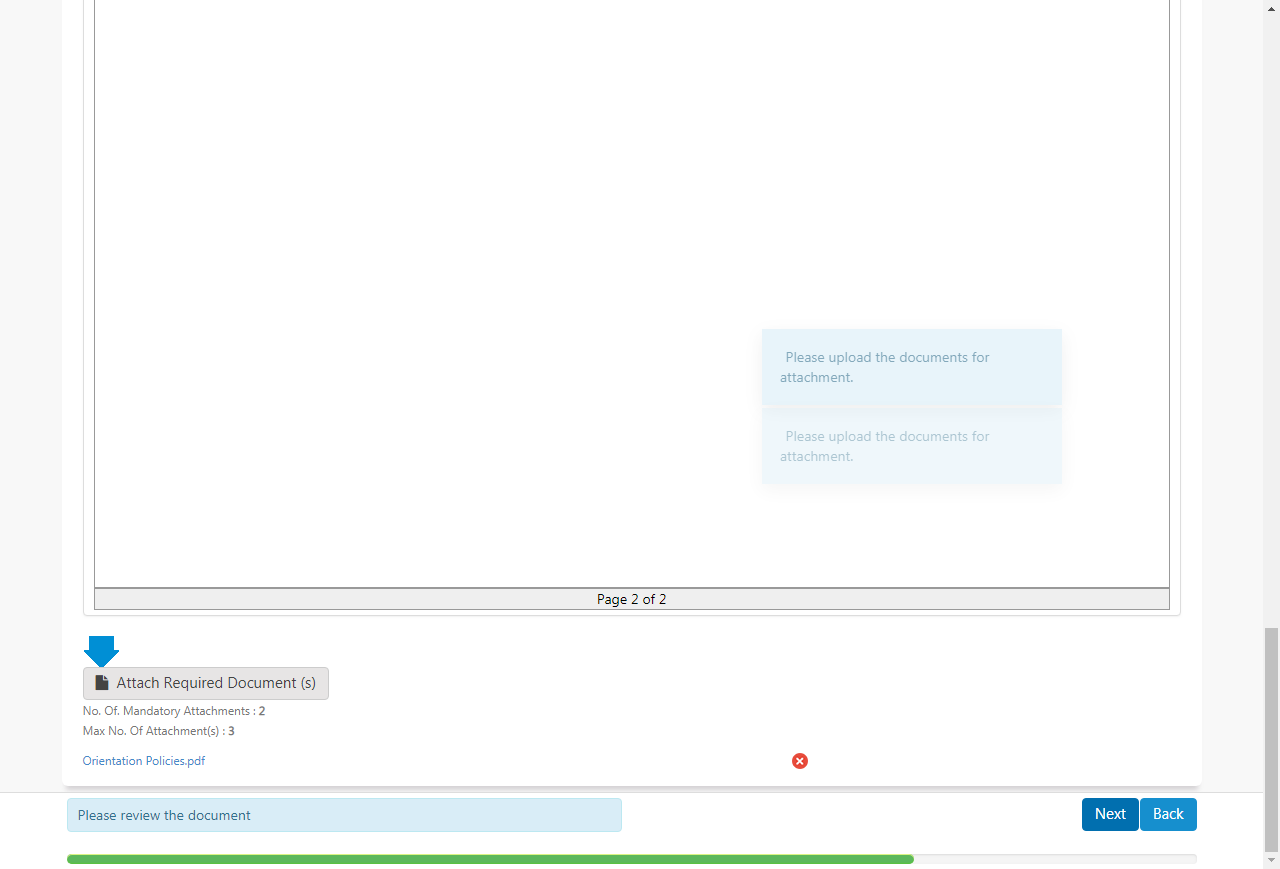 Please upload the documents for
attachment.
Please upload the documents for
attachment.
Page 2 of 2
Attach Required Document (s)
No. Of. Mandatory Attachments : 2
Max No. Of Attachment(s) : 3
Orientation Policies.pdf
Please review the document
Next Back